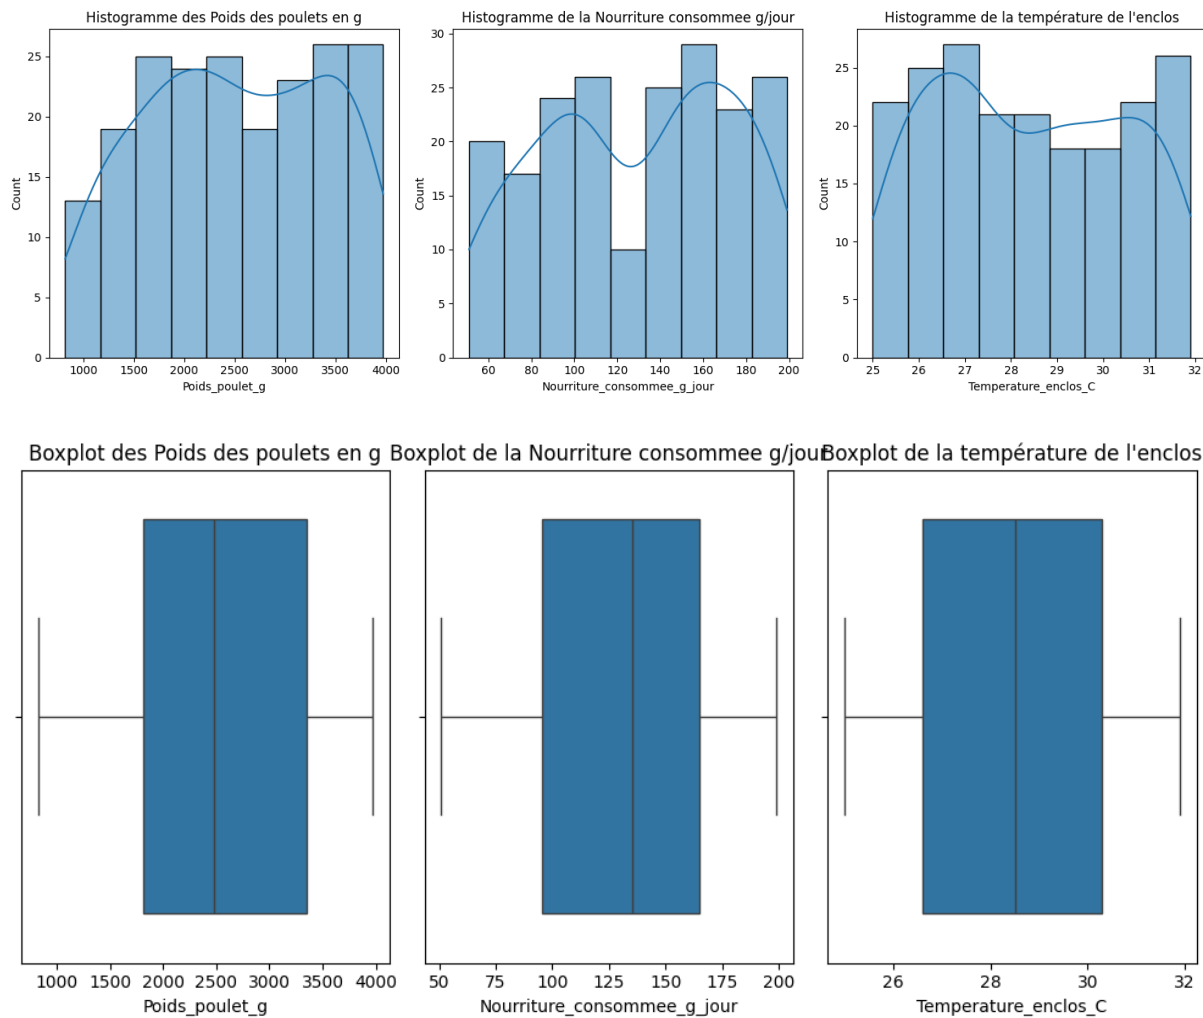 Histogramme des Poids des poulets en g
Histogramme de la Nourriture consommee g/jour
Histogramme de la température de l'enclos
25
20
15
10
5
0
Count
1000 1500 2000 2500 3000 3500 4000
Poids_poulet_g
30
25
20
15
10
5
0
Count
60 80 100 120 140 160 180 200
Nourriture_consommee_g_jour
25
20
15
10
5
0
Count
25 26 27 28 29 30 31 32
Temperature_enclos_C
Boxplot des Poids des poulets en g
Boxplot de la Nourriture consommee g/jour
Boxplot de la température de l'enclos
1000 1500 2000 2500 3000 3500 4000
Poids_poulet_g
50 75 100 125 150 175 200
Nourriture_consommee_g_jour
26 28 30 32
Temperature_enclos_C